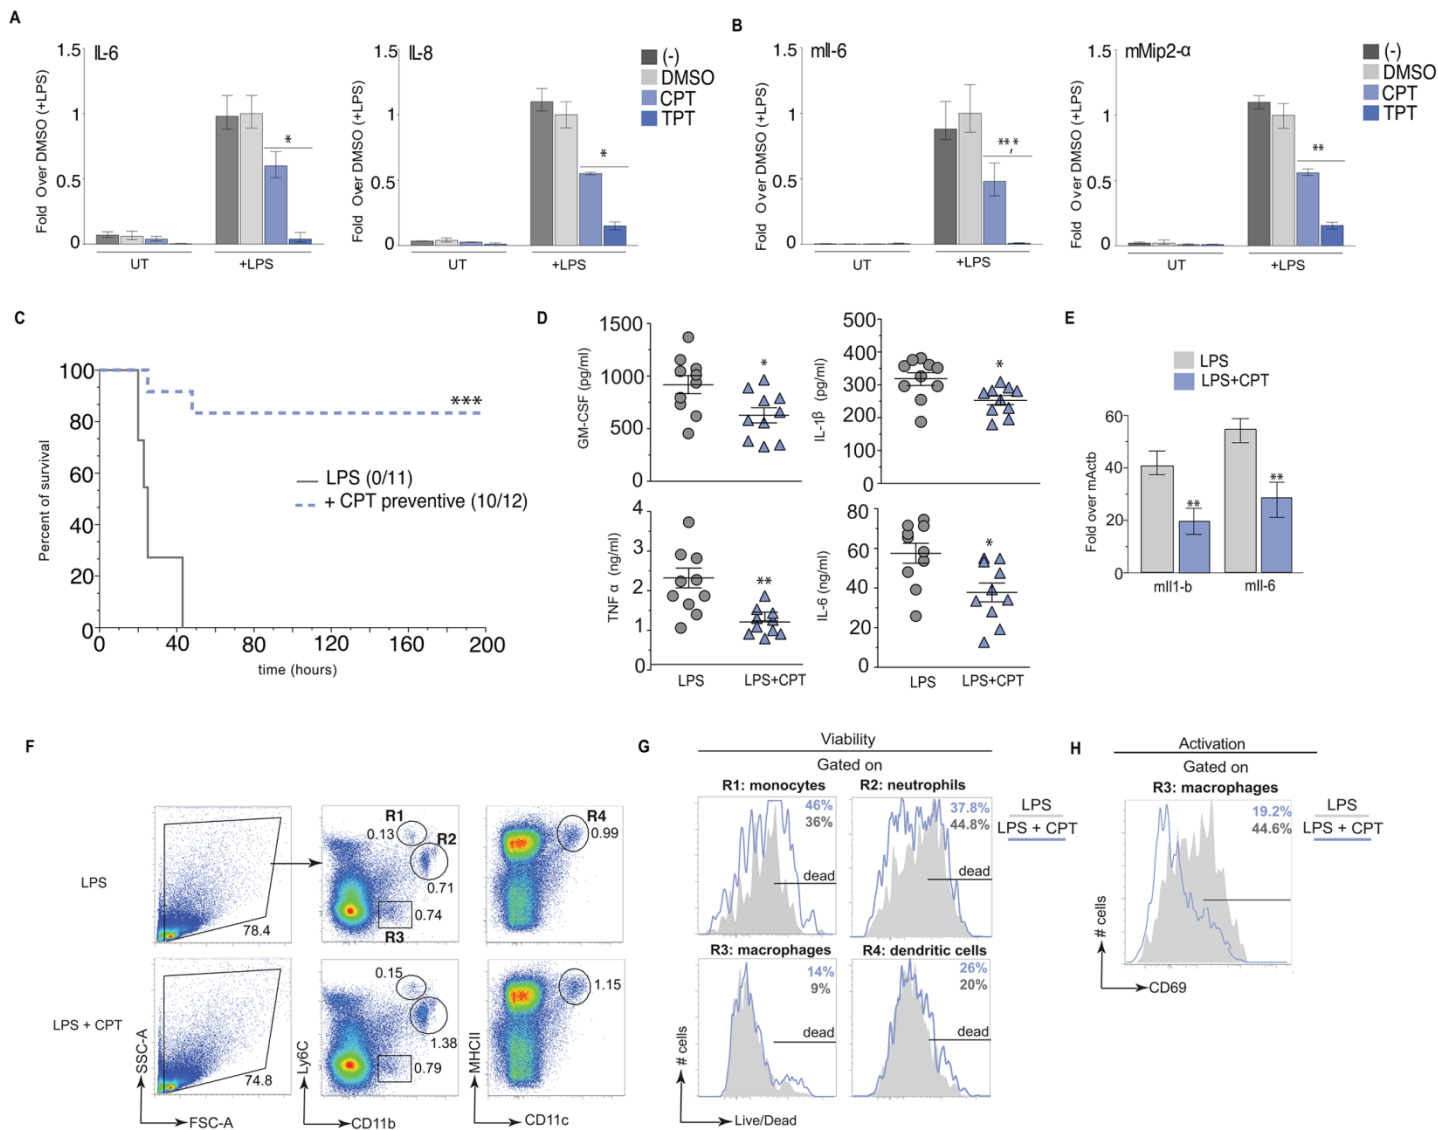 A
IL-6
Fold Over DMSO (+LPS)
1.5
1
0.5
0
UT
+LPS
*
IL-8
Fold Over DMSO (+LPS)
1.5
1
0.5
0
UT
+LPS
*
(-)
DMSO
CPT
TPT
B
mIl-6
Fold Over DMSO (+LPS)
1.5
1
0.5
0
UT
+LPS
**,*
mMip2-α
Fold Over DMSO (+LPS)
1.5
1
0.5
0
UT
+LPS
**
(-)
DMSO
CPT
TPT
C
Percent of survival
100
80
60
40
20
0
0 40 80 120 160 200
time (hours)
***
LPS (0/11)
+ CPT preventive (10/12)
D
GM-CSF (pg/ml)
1500
1000
500
0
*
IL-1β (pg/ml)
500
400
300
200
100
0
*
TNF α (ng/ml)
4
3
2
1
0
**
LPS LPS+CPT
IL-6 (ng/ml)
80
60
40
20
0
*
LPS LPS+CPT
E
LPS
LPS+CPT
Fold over mActb
60
40
20
0
**
**
mIl1-b mIl-6
F
LPS
78.4
R1
0.13
R2
0.71
0.74
R3
R4
0.99
LPS + CPT
74.8
0.15
1.38
0.79
1.15
SSC-A
FSC-A
Ly6C
CD11b
MHCII
CD11c
G
Viability
Gated on
R1: monocytes
46%
36%
dead
R2: neutrophils
37.8%
44.8%
dead
LPS
LPS + CPT
R3: macrophages
14%
9%
dead
R4: dendritic cells
26%
20%
dead
# cells
Live/Dead
H
Activation
Gated on
R3: macrophages
19.2%
44.6%
LPS
LPS + CPT
# cells
CD69